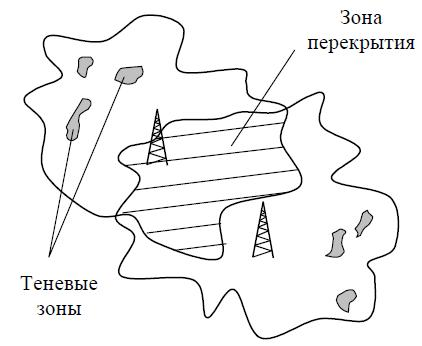 Зона
перекрытия
Теневые
зоны